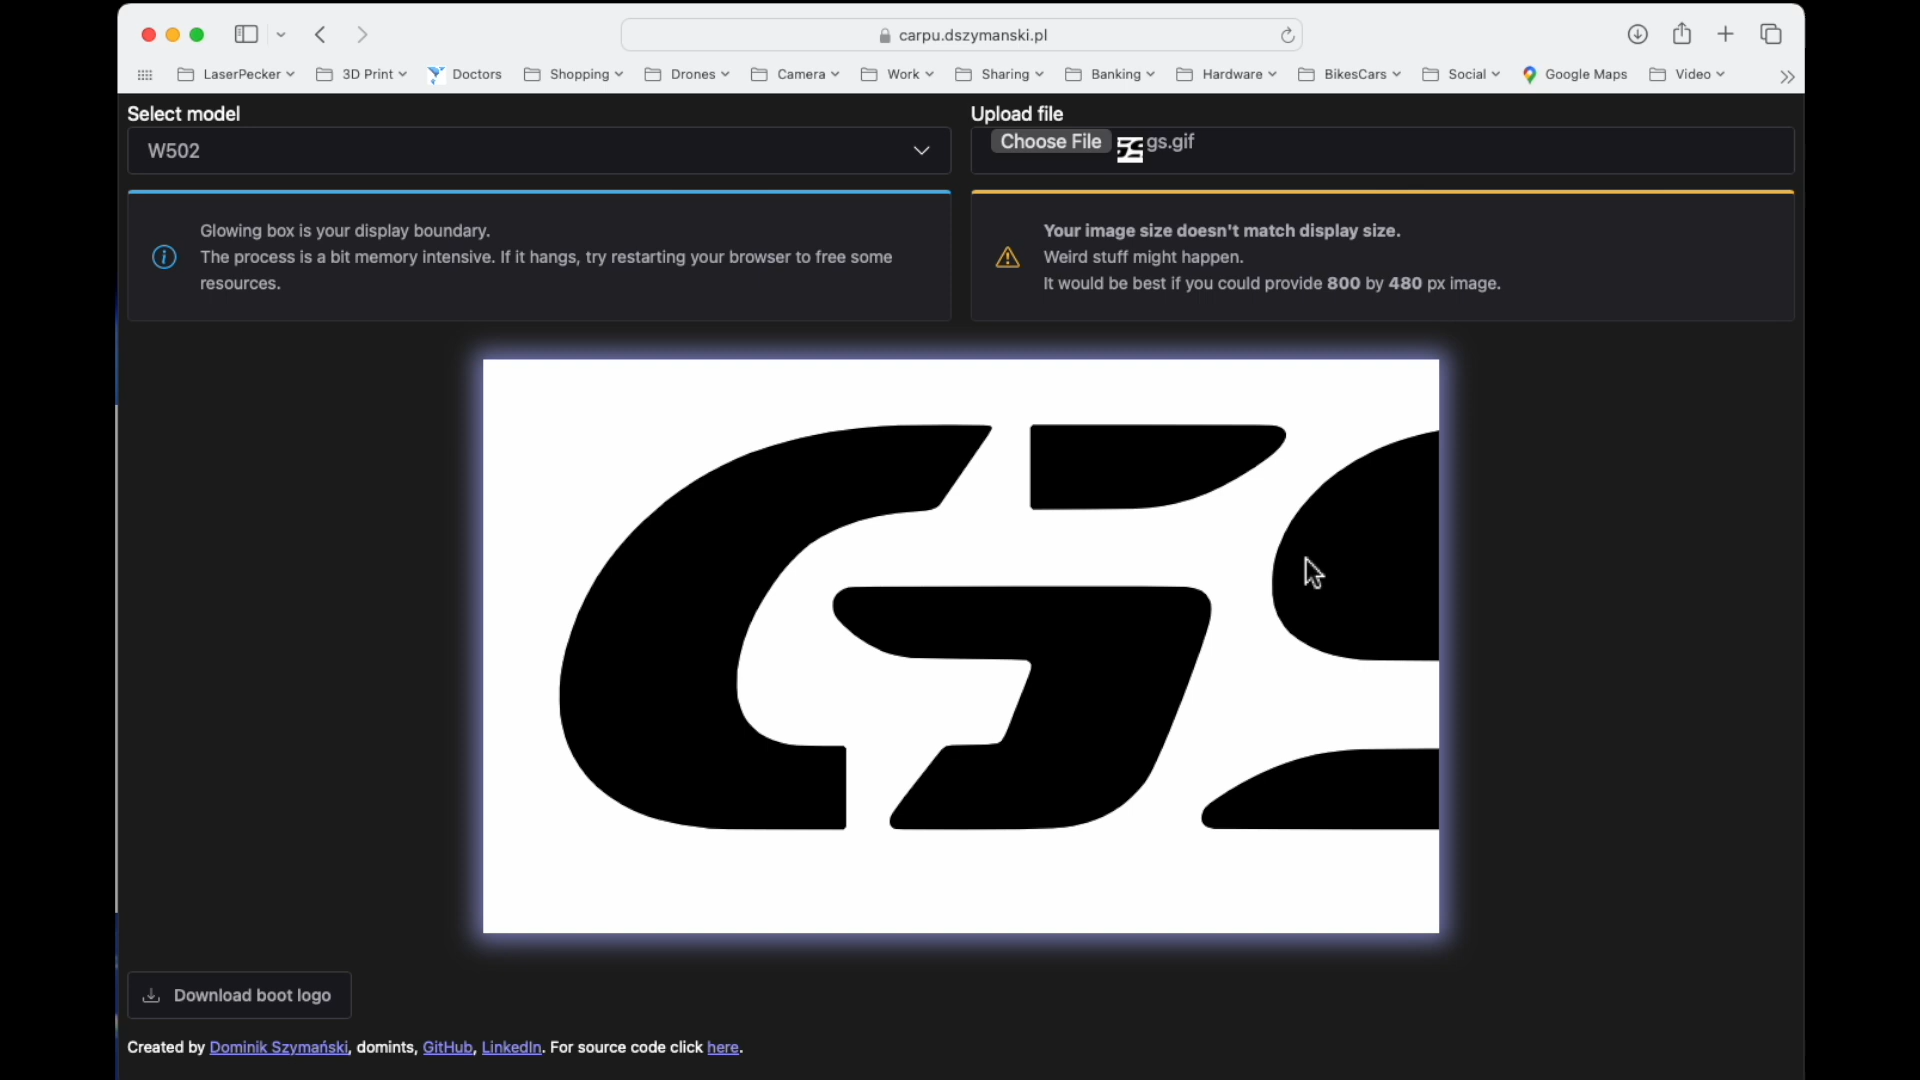 carpu.dszymanski.pl
LaserPecker
3D Print
Doctors
Shopping
Drones
Camera
Work
Sharing
Banking
Hardware
BikesCars
Social
Google Maps
Video
Select model
W502
Upload file
Choose File gs.gif
Glowing box is your display boundary.
The process is a bit memory intensive. If it hangs, try restarting your browser to free some
resources.
Your image size doesn't match display size.
Weird stuff might happen.
It would be best if you could provide 800 by 480 px image.
GS
Download boot logo
Created by Dominik Szymański, domints, GitHub, LinkedIn. For source code click here.